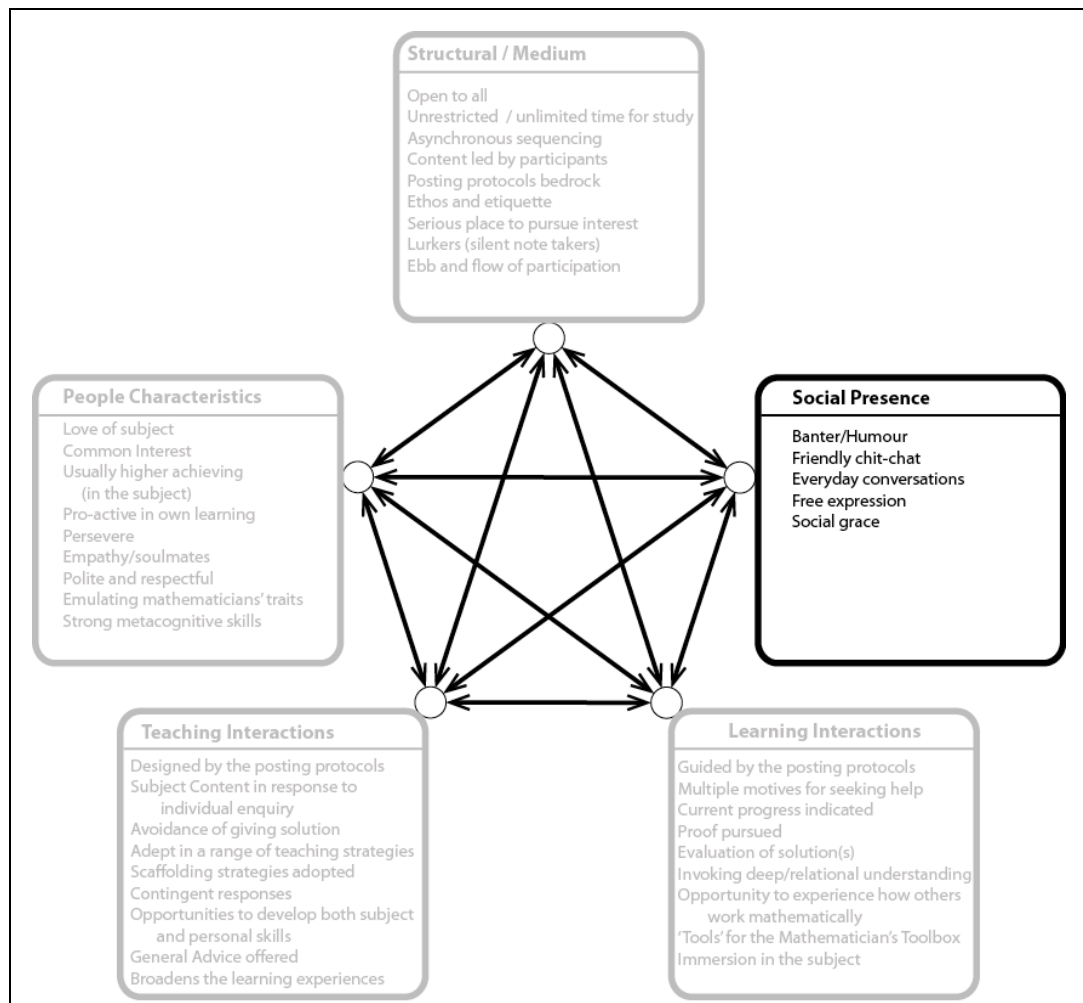 Structural / Medium
Open to all
Unrestricted / unlimited time for study
Asynchronous sequencing
Content led by participants
Posting protocols bedrock
Ethos and etiquette
Serious place to pursue interest
Lurkers (silent note takers)
Ebb and flow of participation
People Characteristics
Love of subject
Common Interest
Usually higher achieving
(in the subject)
Pro-active in own learning
Persevere
Empathy/soulmates
Polite and respectful
Emulating mathematicians' traits
Strong metacognitive skills
Social Presence
Banter/Humour
Friendly chit-chat
Everyday conversations
Free expression
Social grace
Teaching Interactions
Designed by the posting protocols
Subject Content in response to
individual enquiry
Avoidance of giving solution
Adept in a range of teaching strategies
Scaffolding strategies adopted
Contingent responses
Opportunities to develop both subject
and personal skills
General Advice offered
Broadens the learning experiences
Learning Interactions
Guided by the posting protocols
Multiple motives for seeking help
Current progress indicated
Proof pursued
Evaluation of solution(s)
Invoking deep/relational understanding
Opportunity to experience how others
work mathematically
'Tools' for the Mathematician's Toolbox
Immersion in the subject